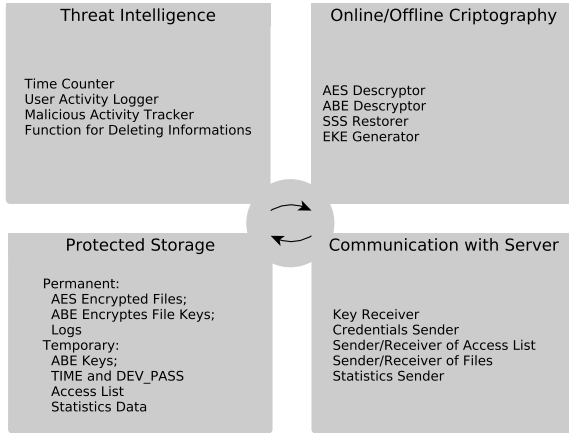 Threat Intelligence
Time Counter
User Activity Logger
Malicious Activity Tracker
Function for Deleting Informations
Online/Offline Criptography
AES Descryptor
ABE Descryptor
SSS Restorer
EKE Generator
Protected Storage
Permanent:
AES Encrypted Files;
ABE Encryptes File Keys;
Logs
Temporary:
ABE Keys;
TIME and DEV_PASS
Access List
Statistics Data
Communication with Server
Key Receiver
Credentials Sender
Sender/Receiver of Access List
Sender/Receiver of Files
Statistics Sender